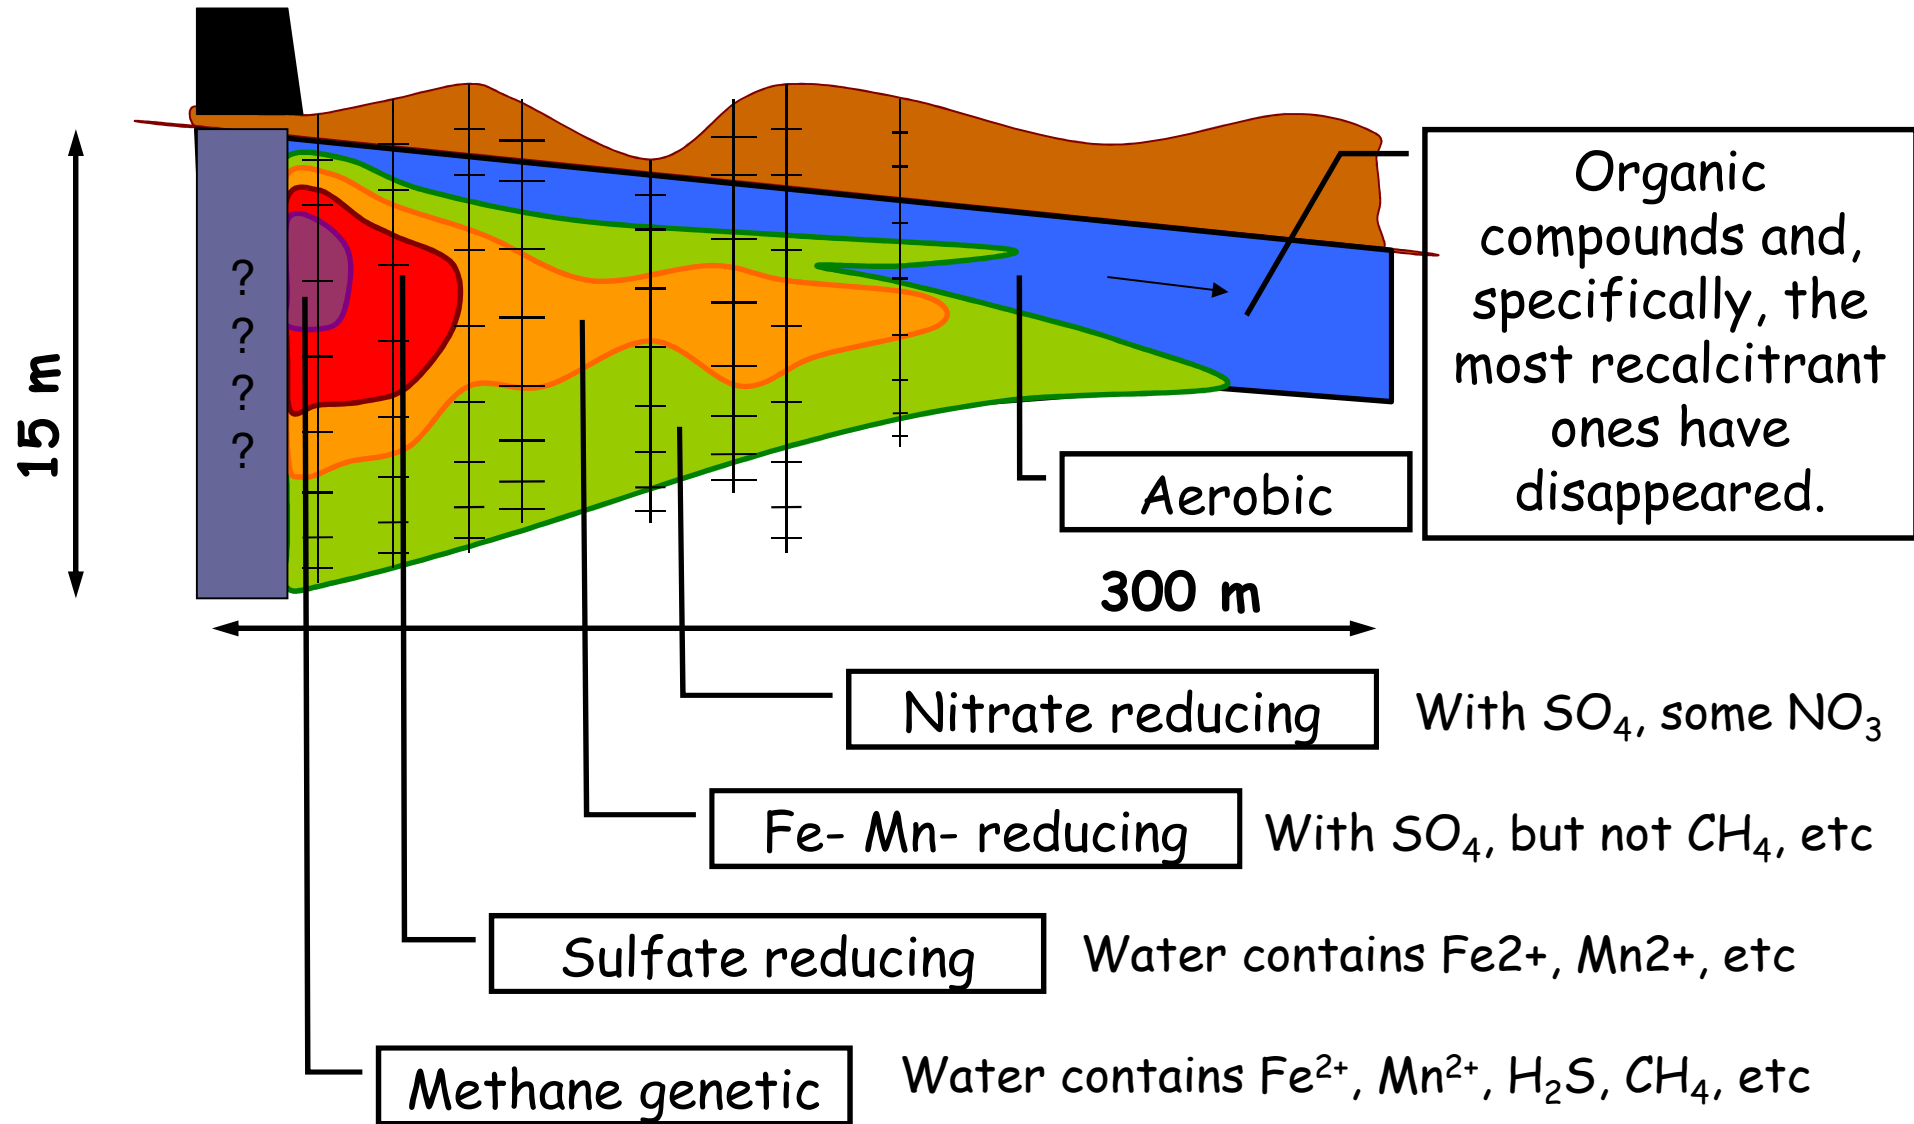 ?
?
?
?
15 m
300 m
Organic
compounds and,
specifically, the
most recalcitrant
ones have
disappeared.
Aerobic
Nitrate reducing With SO₄, some NO₃
Fe- Mn- reducing With SO₄, but not CH₄, etc
Sulfate reducing Water contains Fe2+, Mn2+, etc
Methane genetic Water contains Fe²⁺, Mn²⁺, H₂S, CH₄, etc